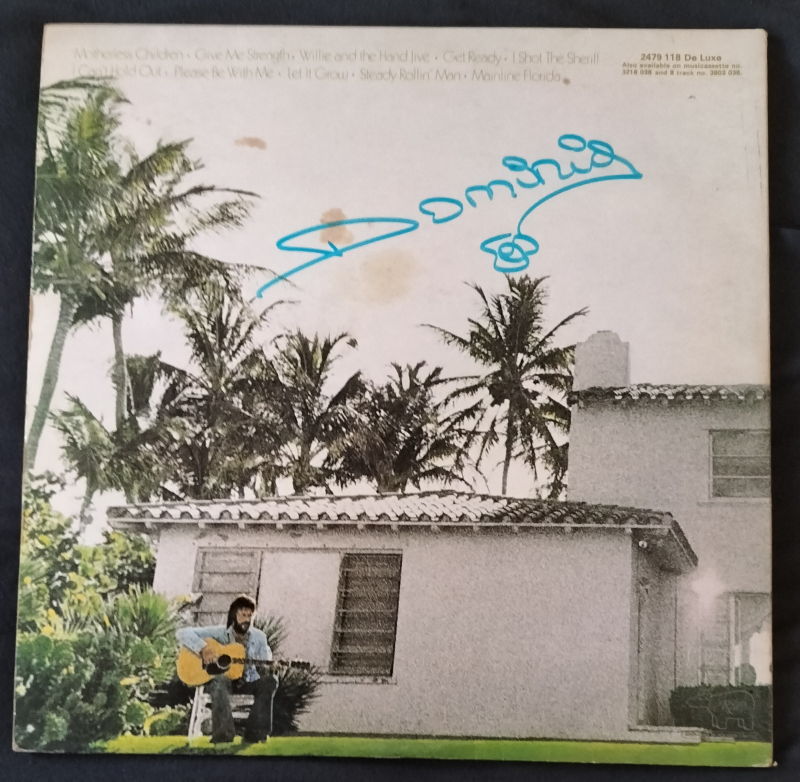 Motherless Children • Give Me Strength • Willie and the Hand Jive • Get Ready • I Shot The Sheriff
I Can't Hold Out • Please Be With Me • Let It Grow • Steady Rollin' Man • Mainline Florida
2479 118 De Luxe
Also available on musicassette no.
3216 036 and 8 track no. 3803 036.